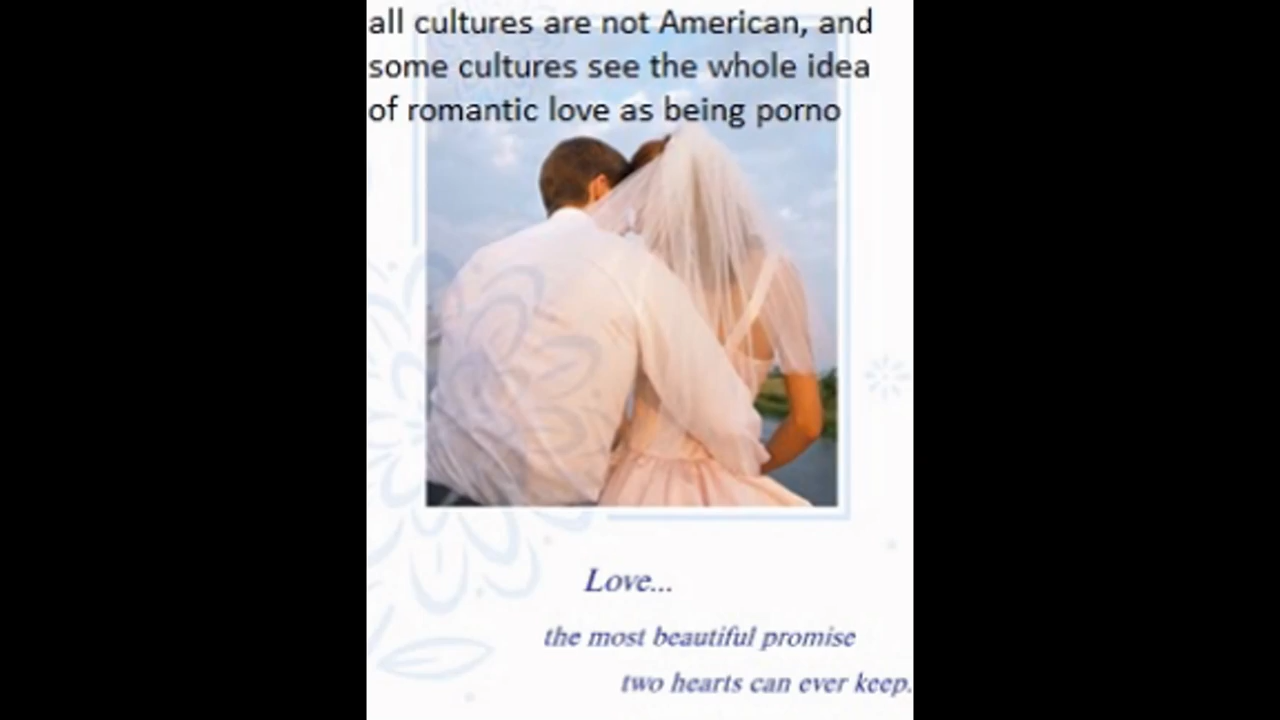 all cultures are not American, and
some cultures see the whole idea
of romantic love as being porno
Love...
the most beautiful promise
two hearts can ever keep.